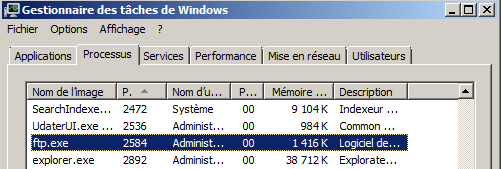 Gestionnaire des tâches de Windows
Fichier Options Affichage ?
Applications Processus Services Performance Mise en réseau Utilisateurs
Nom de l'image P. Nom d'u... P... Mémoire ... Description
SearchIndexe... 2472 Système 00 9 104 K Indexeur ...
UdaterUI.exe ... 2536 Administ... 00 984 K Common ...
ftp.exe 2584 Administ... 00 1 416 K Logiciel de...
explorer.exe 2892 Administ... 00 38 712 K Explorate...